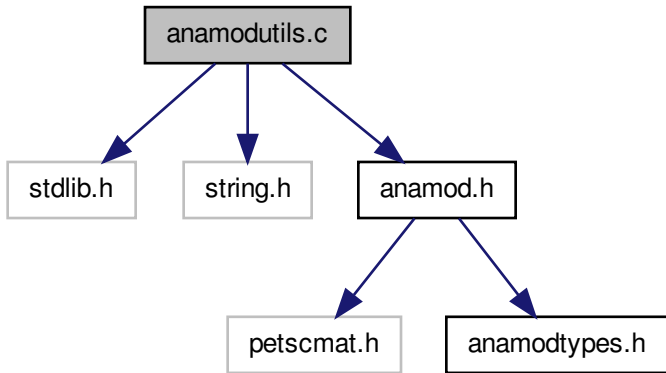 anamodutils.c
stdlib.h
string.h
anamod.h
petscmat.h
anamodtypes.h